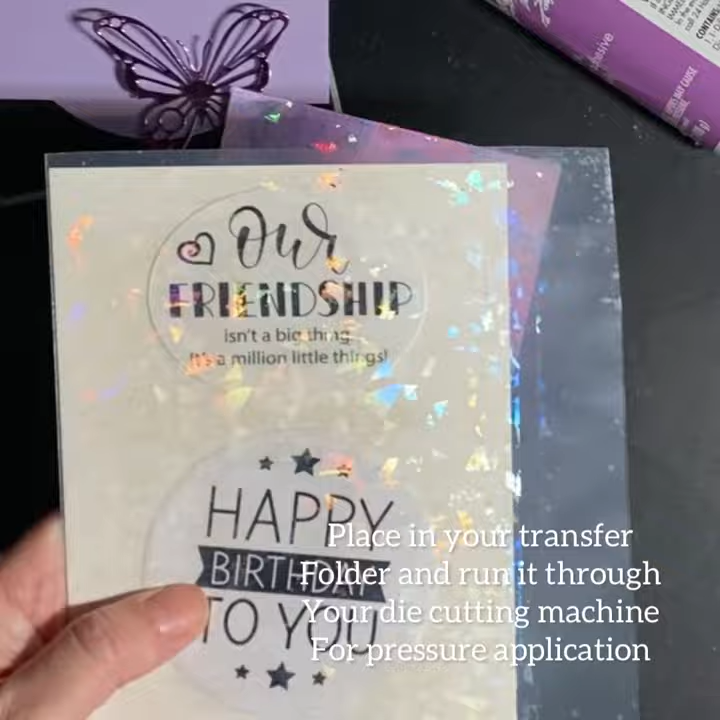 CONTAINS
Our
FRIENDSHIP
isn't a big thing
It's a million little things!
HAPPY
BIRTHDAY
TO YOU
Place in your transfer
Folder and run it through
Your die cutting machine
For pressure application